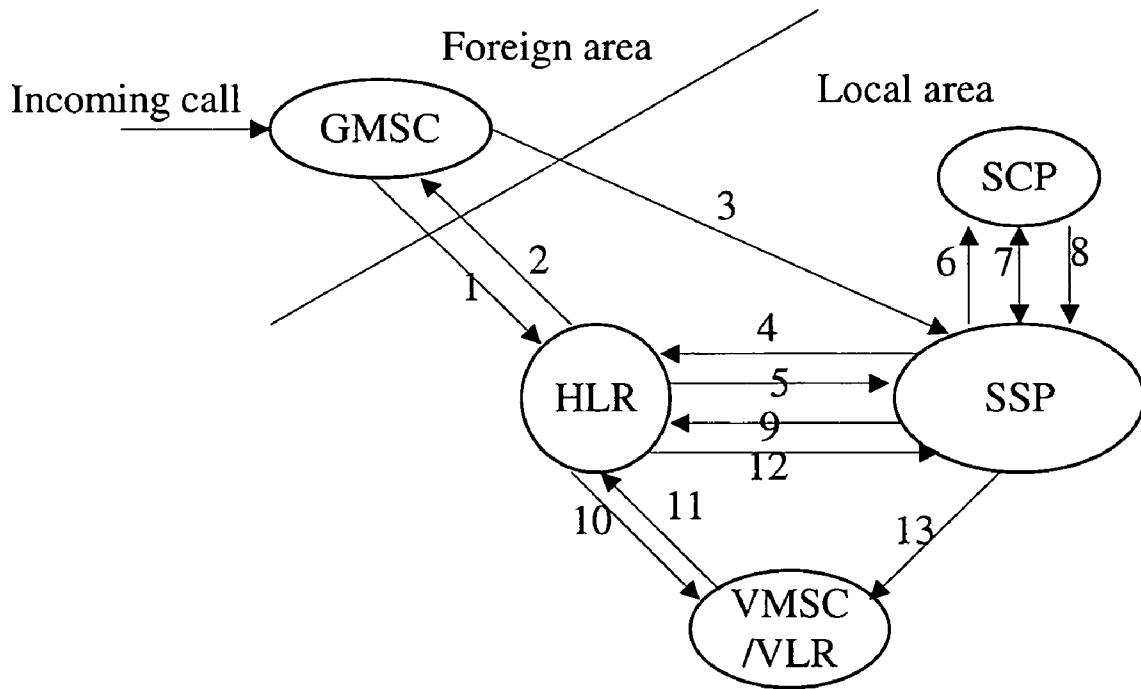 Foreign area
Local area
Incoming call
GMSC
SCP
3
6
7
8
2
1
4
5
HLR
SSP
9
12
10
11
13
VMSC
/VLR